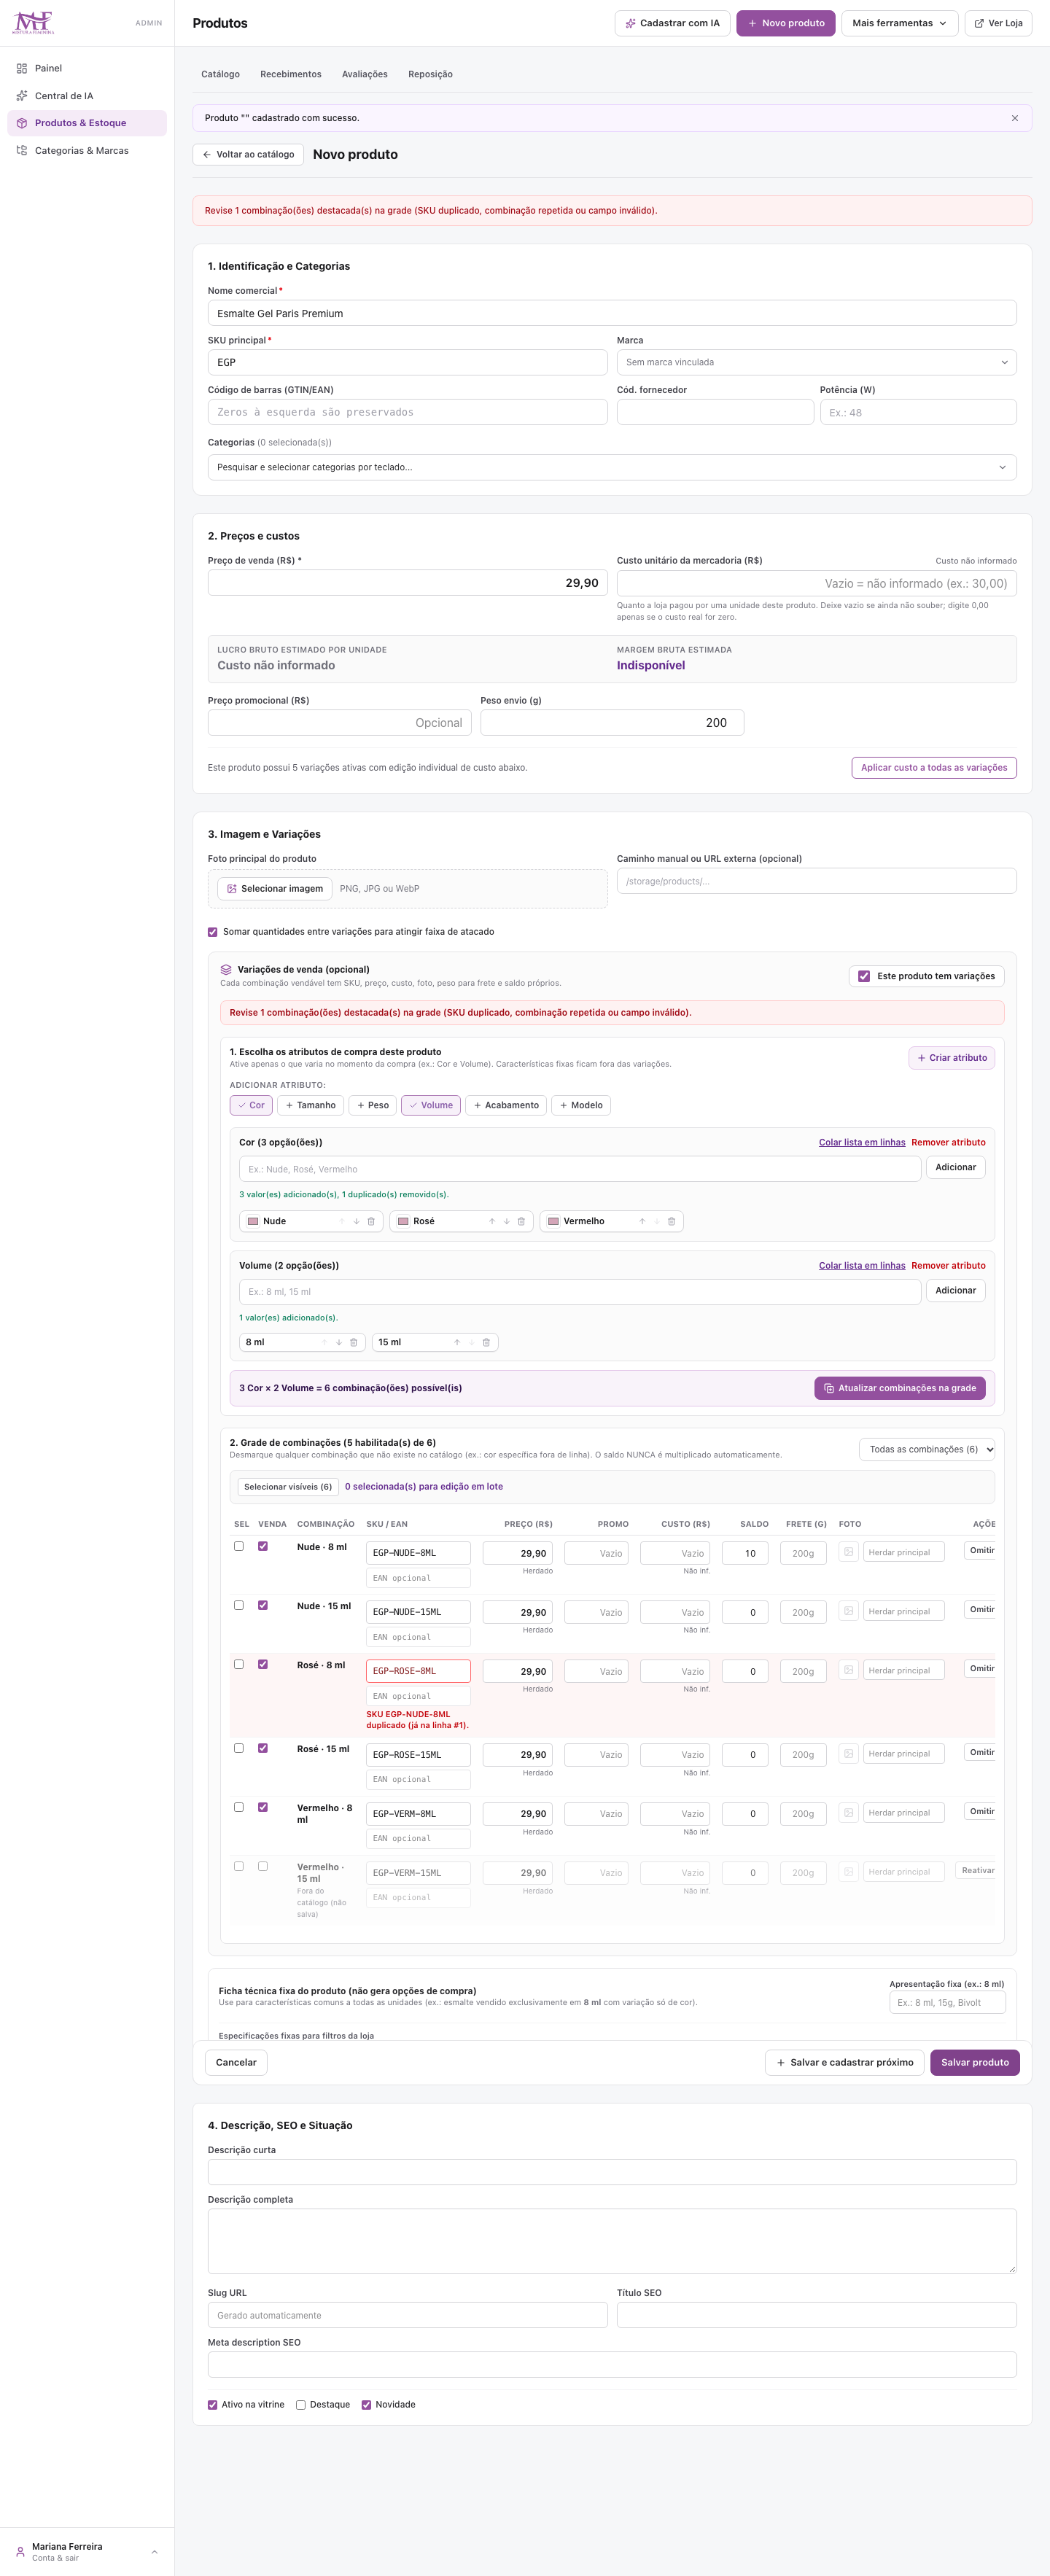 MF
ADMIN
Produtos
Cadastrar com IA
Novo produto
Mais ferramentas
Ver Loja
Painel
Central de IA
Produtos & Estoque
Categorias & Marcas
Catálogo
Recebimentos
Avaliações
Reposição
Produto "" cadastrado com sucesso.
Voltar ao catálogo
Novo produto
Revise 1 combinação(ões) destacada(s) na grade (SKU duplicado, combinação repetida ou campo inválido).
1. Identificação e Categorias
Nome comercial *
Esmalte Gel Paris Premium
SKU principal *
Marca
EGP
Sem marca vinculada
Código de barras (GTIN/EAN)
Cód. fornecedor
Potência (W)
Zeros à esquerda são preservados
Ex.: 48
Categorias (0 selecionada(s))
Pesquisar e selecionar categorias por teclado...
2. Preços e custos
Preço de venda (R$) *
Custo unitário da mercadoria (R$)
Custo não informado
29,90
Vazio = não informado (ex.: 30,00)
Quanto a loja pagou por uma unidade deste produto. Deixe vazio se ainda não souber; digite 0,00
apenas se o custo real for zero.
LUCRO BRUTO ESTIMADO POR UNIDADE
MARGEM BRUTA ESTIMADA
Custo não informado
Indisponível
Preço promocional (R$)
Peso envio (g)
Opcional
200
Este produto possui 5 variações ativas com edição individual de custo abaixo.
Aplicar custo a todas as variações
3. Imagem e Variações
Foto principal do produto
Caminho manual ou URL externa (opcional)
Selecionar imagem
PNG, JPG ou WebP
/storage/products/...
Somar quantidades entre variações para atingir faixa de atacado
Variações de venda (opcional)
Cada combinação vendável tem SKU, preço, custo, foto, peso para frete e saldo próprios.
Este produto tem variações
Revise 1 combinação(ões) destacada(s) na grade (SKU duplicado, combinação repetida ou campo inválido).
1. Escolha os atributos de compra deste produto
Ative apenas o que varia no momento da compra (ex.: Cor e Volume). Características fixas ficam fora das variações.
Criar atributo
ADICIONAR ATRIBUTO:
Cor
Tamanho
Peso
Volume
Acabamento
Modelo
Cor (3 opção(ões))
Colar lista em linhas
Remover atributo
Ex.: Nude, Rosé, Vermelho
Adicionar
3 valor(es) adicionado(s), 1 duplicado(s) removido(s).
Nude
Rosé
Vermelho
Volume (2 opção(ões))
Colar lista em linhas
Remover atributo
Ex.: 8 ml, 15 ml
Adicionar
1 valor(es) adicionado(s).
8 ml
15 ml
3 Cor × 2 Volume = 6 combinação(ões) possível(is)
Atualizar combinações na grade
2. Grade de combinações (5 habilitada(s) de 6)
Desmarque qualquer combinação que não existe no catálogo (ex.: cor específica fora de linha). O saldo NUNCA é multiplicado automaticamente.
Todas as combinações (6)
Selecionar visíveis (6)
0 selecionada(s) para edição em lote
SEL VENDA COMBINAÇÃO SKU / EAN PREÇO (R$) PROMO CUSTO (R$) SALDO FRETE (G) FOTO AÇÕE
Nude · 8 ml EGP-NUDE-8ML 29,90 Vazio Vazio 10 200g Herdar principal Omitir
EAN opcional Herdado Não inf.
Nude · 15 ml EGP-NUDE-15ML 29,90 Vazio Vazio 0 200g Herdar principal Omitir
EAN opcional Herdado Não inf.
Rosé · 8 ml EGP-ROSE-8ML 29,90 Vazio Vazio 0 200g Herdar principal Omitir
EAN opcional Herdado Não inf.
SKU EGP-NUDE-8ML
duplicado (já na linha #1).
Rosé · 15 ml EGP-ROSE-15ML 29,90 Vazio Vazio 0 200g Herdar principal Omitir
EAN opcional Herdado Não inf.
Vermelho · 8
ml
EGP-VERM-8ML 29,90 Vazio Vazio 0 200g Herdar principal Omitir
EAN opcional Herdado Não inf.
Vermelho ·
15 ml
Fora do
catálogo (não
salva)
EGP-VERM-15ML 29,90 Vazio Vazio 0 200g Herdar principal Reativar
EAN opcional Herdado Não inf.
Ficha técnica fixa do produto (não gera opções de compra)
Use para características comuns a todas as unidades (ex.: esmalte vendido exclusivamente em 8 ml com variação só de cor).
Apresentação fixa (ex.: 8 ml)
Ex.: 8 ml, 15g, Bivolt
Especificações fixas para filtros da loja
Cancelar
Salvar e cadastrar próximo
Salvar produto
4. Descrição, SEO e Situação
Descrição curta
Descrição completa
Slug URL
Título SEO
Gerado automaticamente
Meta description SEO
Ativo na vitrine
Destaque
Novidade
Mariana Ferreira
Conta & sair